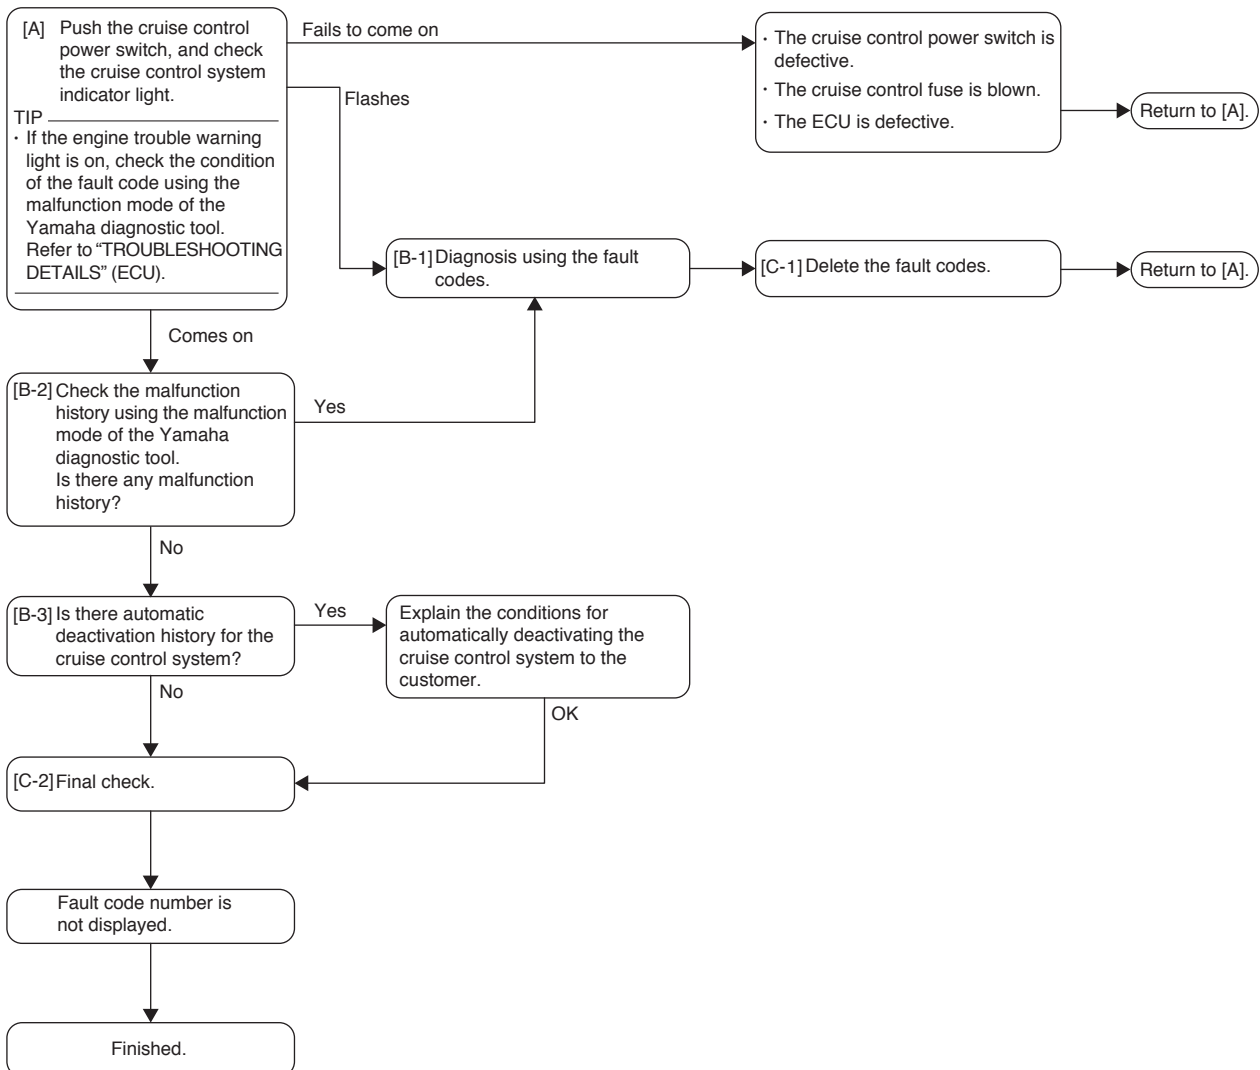 [A] Push the cruise control
power switch, and check
the cruise control system
indicator light.
TIP
· If the engine trouble warning
light is on, check the condition
of the fault code using the
malfunction mode of the
Yamaha diagnostic tool.
Refer to “TROUBLESHOOTING
DETAILS” (ECU).
Fails to come on
· The cruise control power switch is
defective.
· The cruise control fuse is blown.
· The ECU is defective.
Return to [A].
Flashes
[B-1] Diagnosis using the fault
codes.
[C-1] Delete the fault codes.
Return to [A].
Comes on
[B-2] Check the malfunction
history using the malfunction
mode of the Yamaha
diagnostic tool.
Is there any malfunction
history?
Yes
No
[B-3] Is there automatic
deactivation history for the
cruise control system?
Yes
Explain the conditions for
automatically deactivating the
cruise control system to the
customer.
No
OK
[C-2] Final check.
Fault code number is
not displayed.
Finished.